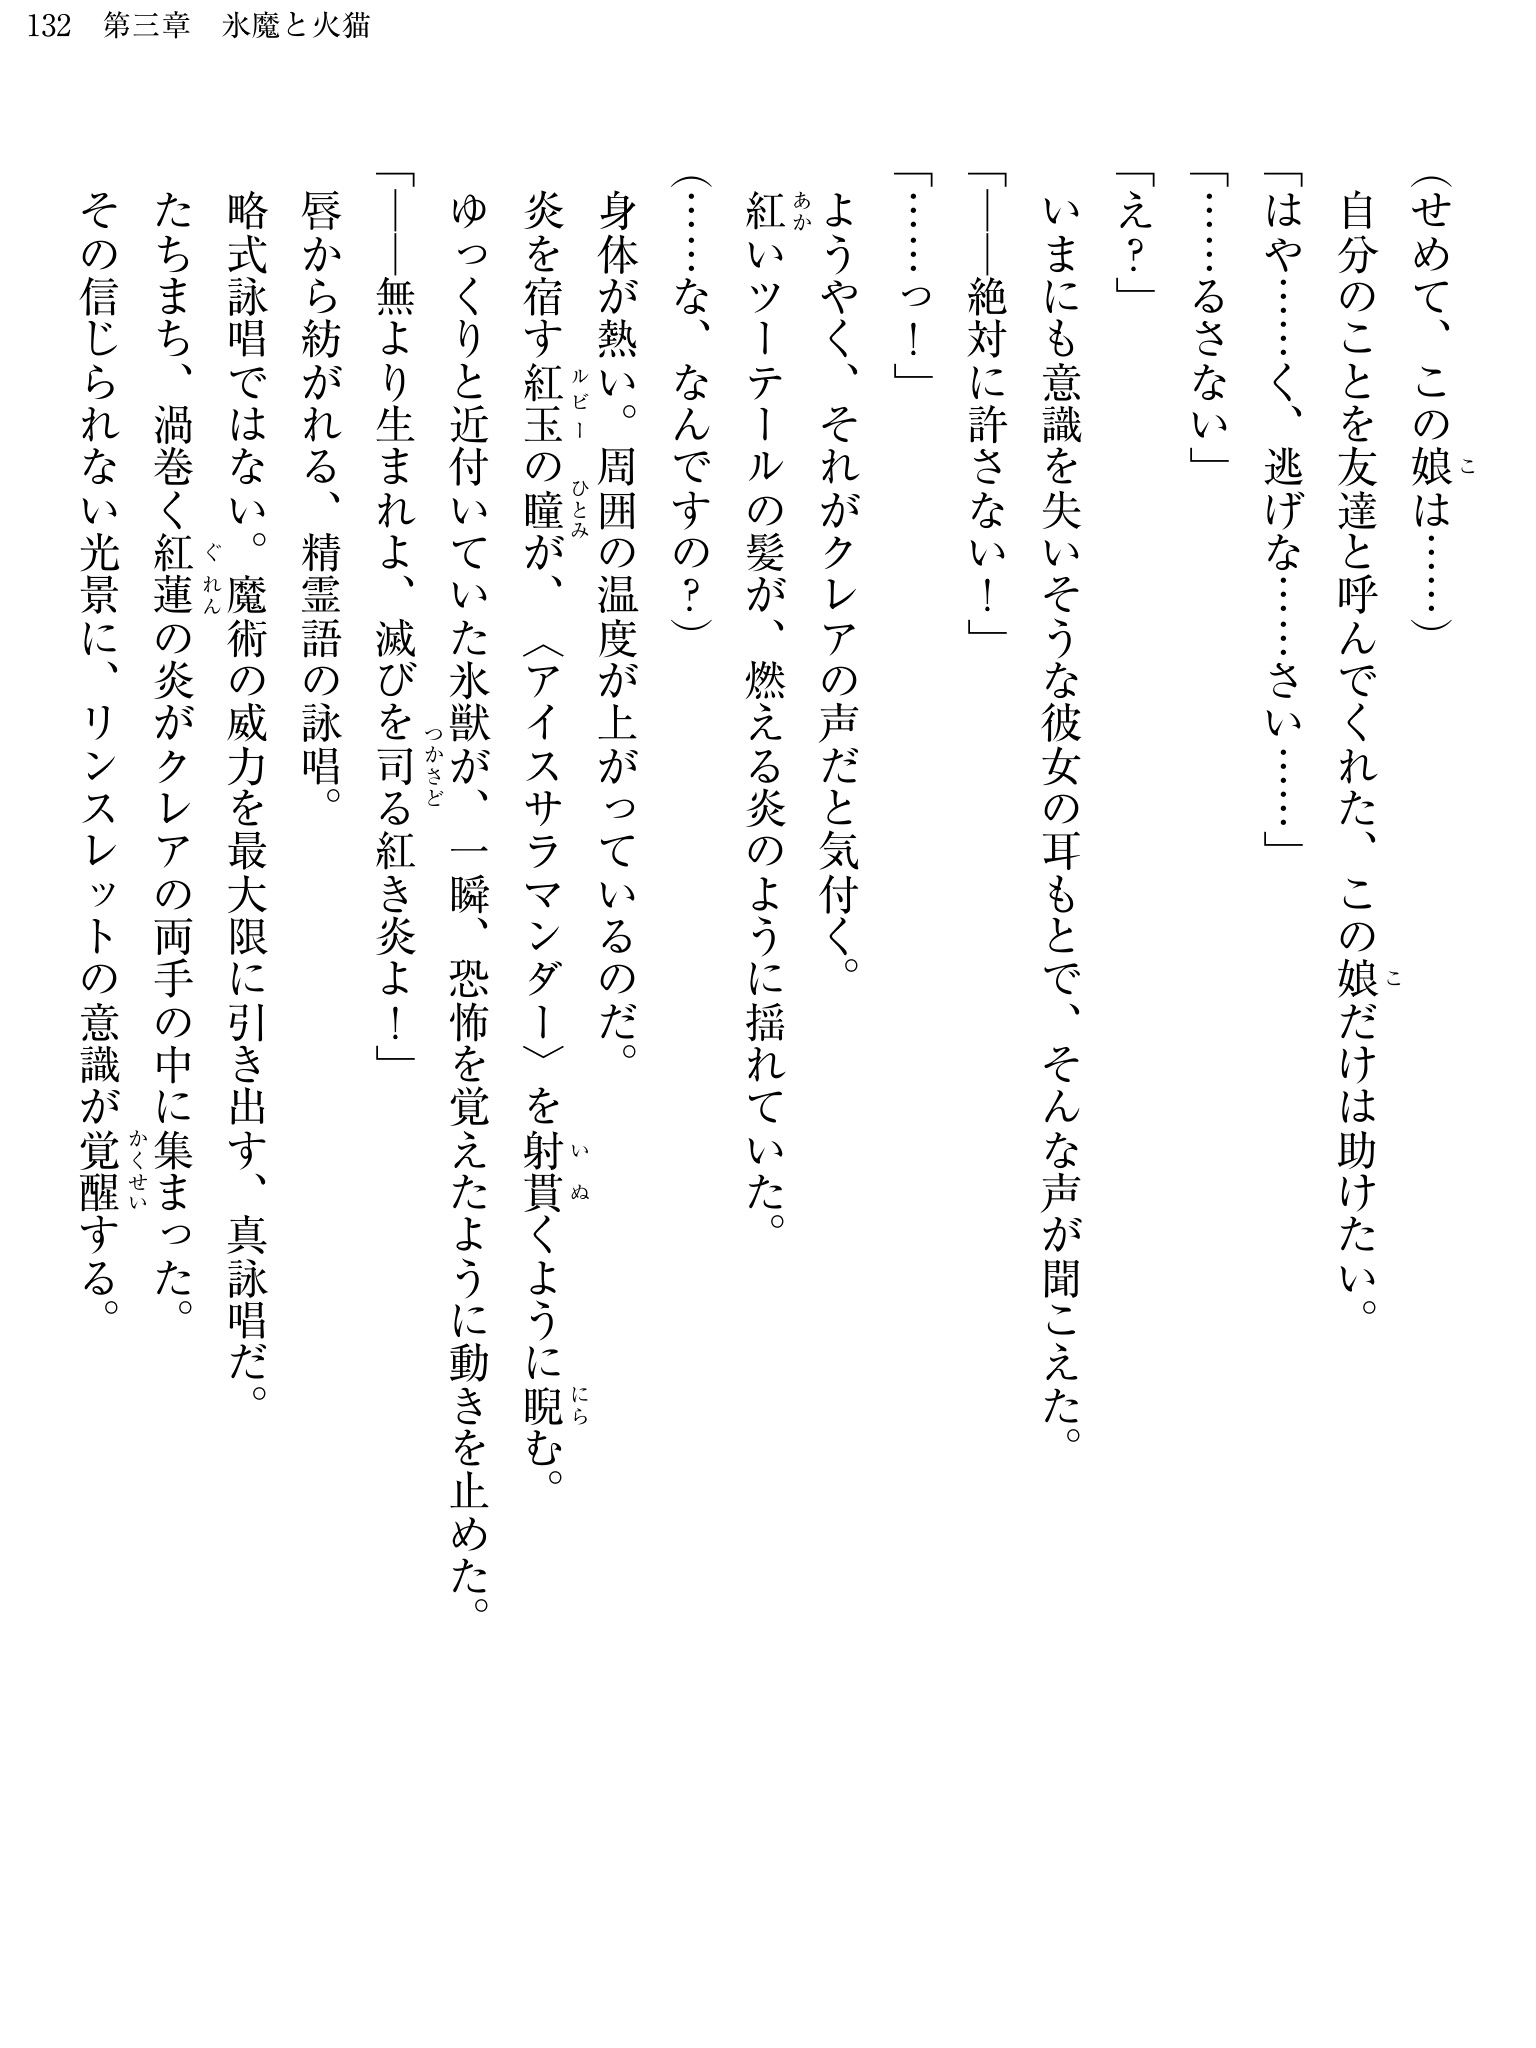 132　第三章　氷魔と火猫
（せめて、この娘は……）
自分のことを友達と呼んでくれた、この娘だけは助けたい。
「はや……く、逃げな……さい……」
「……るさない」
「え？」
いまにも意識を失いそうな彼女の耳もとで、そんな声が聞こえた。
「――絶対に許さない！」
「……っ！」
ようやく、それがクレアの声だと気付く。
紅いツーテールの髪が、燃える炎のように揺れていた。
（……な、なんですの？）
身体が熱い。周囲の温度が上がっているのだ。
炎を宿す紅玉の瞳が、〈アイスサラマンダー〉を射貫くように睨む。
ゆっくりと近付いていた氷獣が、一瞬、恐怖を覚えたように動きを止めた。
「――無より生まれよ、滅びを司る紅き炎よ！」
唇から紡がれる、精霊語の詠唱。
略式詠唱ではない。魔術の威力を最大限に引き出す、真詠唱だ。
たちまち、渦巻く紅蓮の炎がクレアの両手の中に集まった。
その信じられない光景に、リンスレットの意識が覚醒する。